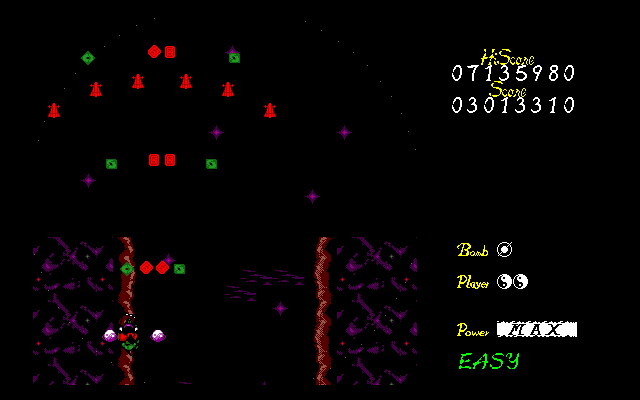 HiScore
07135980
Score
03013310
Bomb
Player
Power MAX
EASY